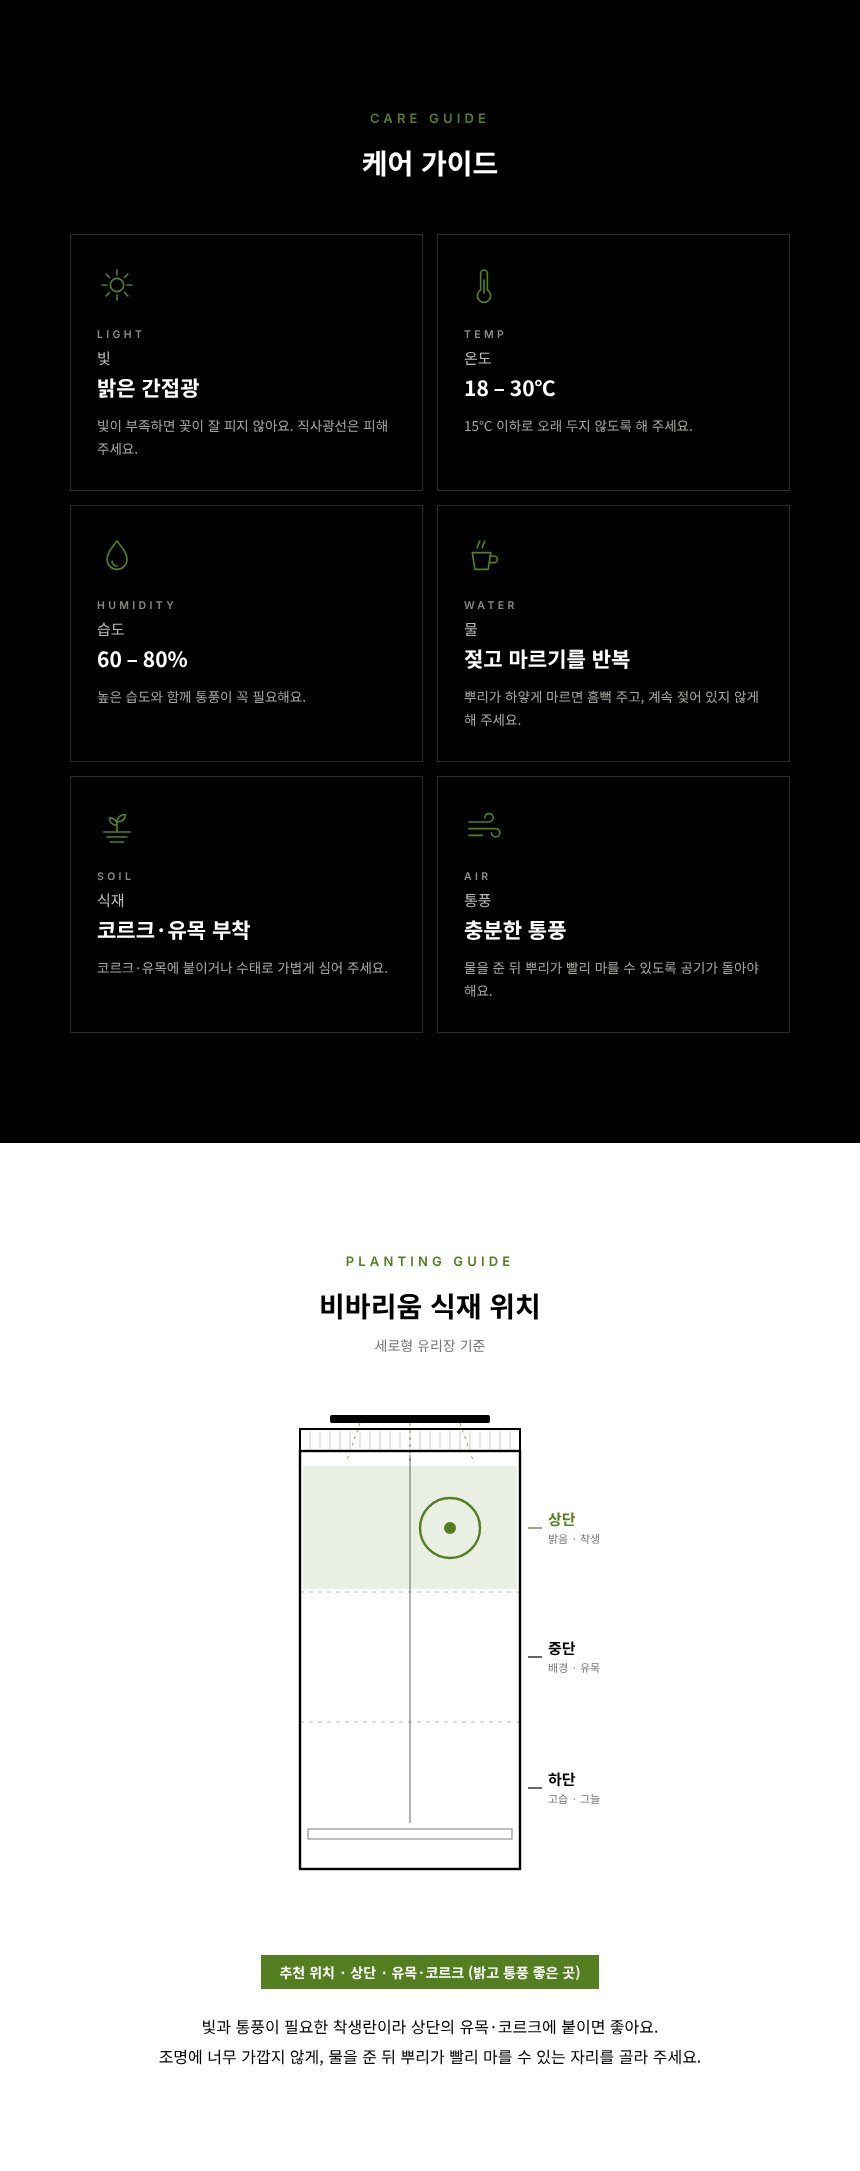 CARE GUIDE
케어 가이드
LIGHT
빛
밝은 간접광
빛이 부족하면 꽃이 잘 피지 않아요. 직사광선은 피해
주세요.
TEMP
온도
18 – 30℃
15℃ 이하로 오래 두지 않도록 해 주세요.
HUMIDITY
습도
60 – 80%
높은 습도와 함께 통풍이 꼭 필요해요.
WATER
물
젖고 마르기를 반복
뿌리가 하얗게 마르면 흠뻑 주고, 계속 젖어 있지 않게
해 주세요.
SOIL
식재
코르크·유목 부착
코르크·유목에 붙이거나 수태로 가볍게 심어 주세요.
AIR
통풍
충분한 통풍
물을 준 뒤 뿌리가 빨리 마를 수 있도록 공기가 돌아야
해요.
PLANTING GUIDE
비바리움 식재 위치
세로형 유리장 기준
상단
밝음 · 착생
중단
배경 · 유목
하단
고습 · 그늘
추천 위치 · 상단 · 유목·코르크 (밝고 통풍 좋은 곳)
빛과 통풍이 필요한 착생란이라 상단의 유목·코르크에 붙이면 좋아요.
조명에 너무 가깝지 않게, 물을 준 뒤 뿌리가 빨리 마를 수 있는 자리를 골라 주세요.